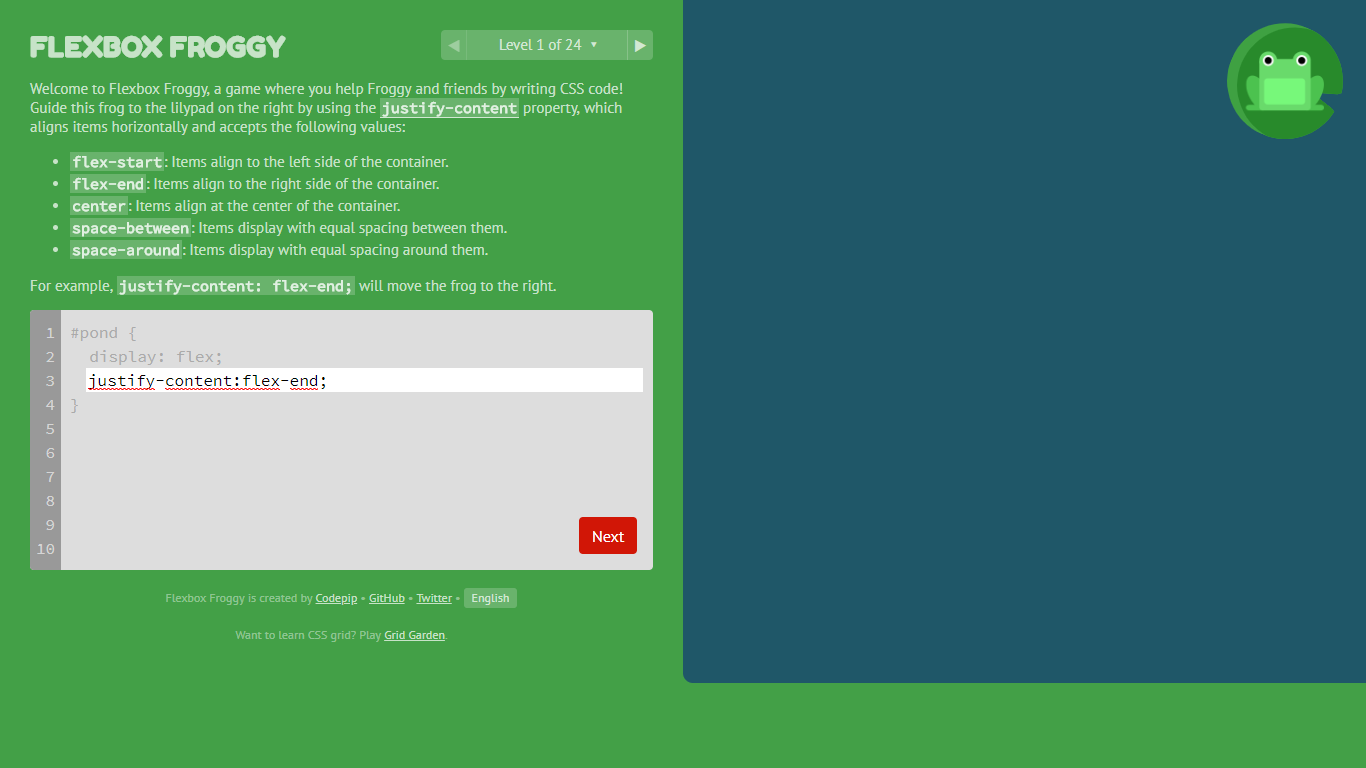 FLEXBOX FROGGY
◀ Level 1 of 24 ▾ ▶
Welcome to Flexbox Froggy, a game where you help Froggy and friends by writing CSS code!
Guide this frog to the lilypad on the right by using the justify-content property, which
aligns items horizontally and accepts the following values:
• flex-start: Items align to the left side of the container.
• flex-end: Items align to the right side of the container.
• center: Items align at the center of the container.
• space-between: Items display with equal spacing between them.
• space-around: Items display with equal spacing around them.
For example, justify-content: flex-end; will move the frog to the right.
1 #pond {
2 display: flex;
3 justify-content:flex-end;
4 }
5
6
7
8
9
10
Next
Flexbox Froggy is created by Codepip • GitHub • Twitter • English
Want to learn CSS grid? Play Grid Garden.